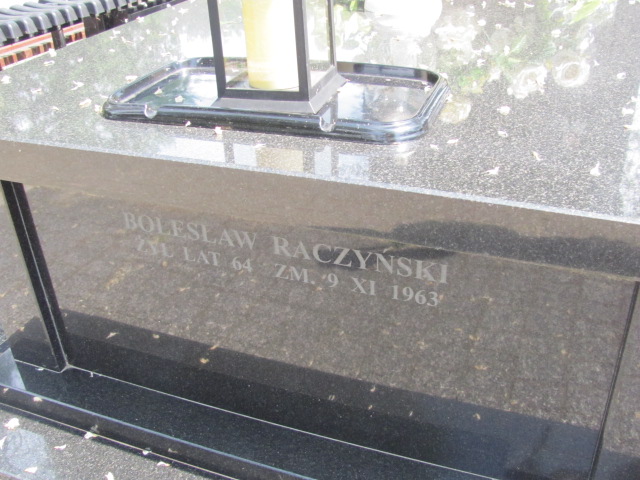 BOLESŁAW RACZYŃSKI
ŻYŁ LAT 64 ZM. 9 XI 1963